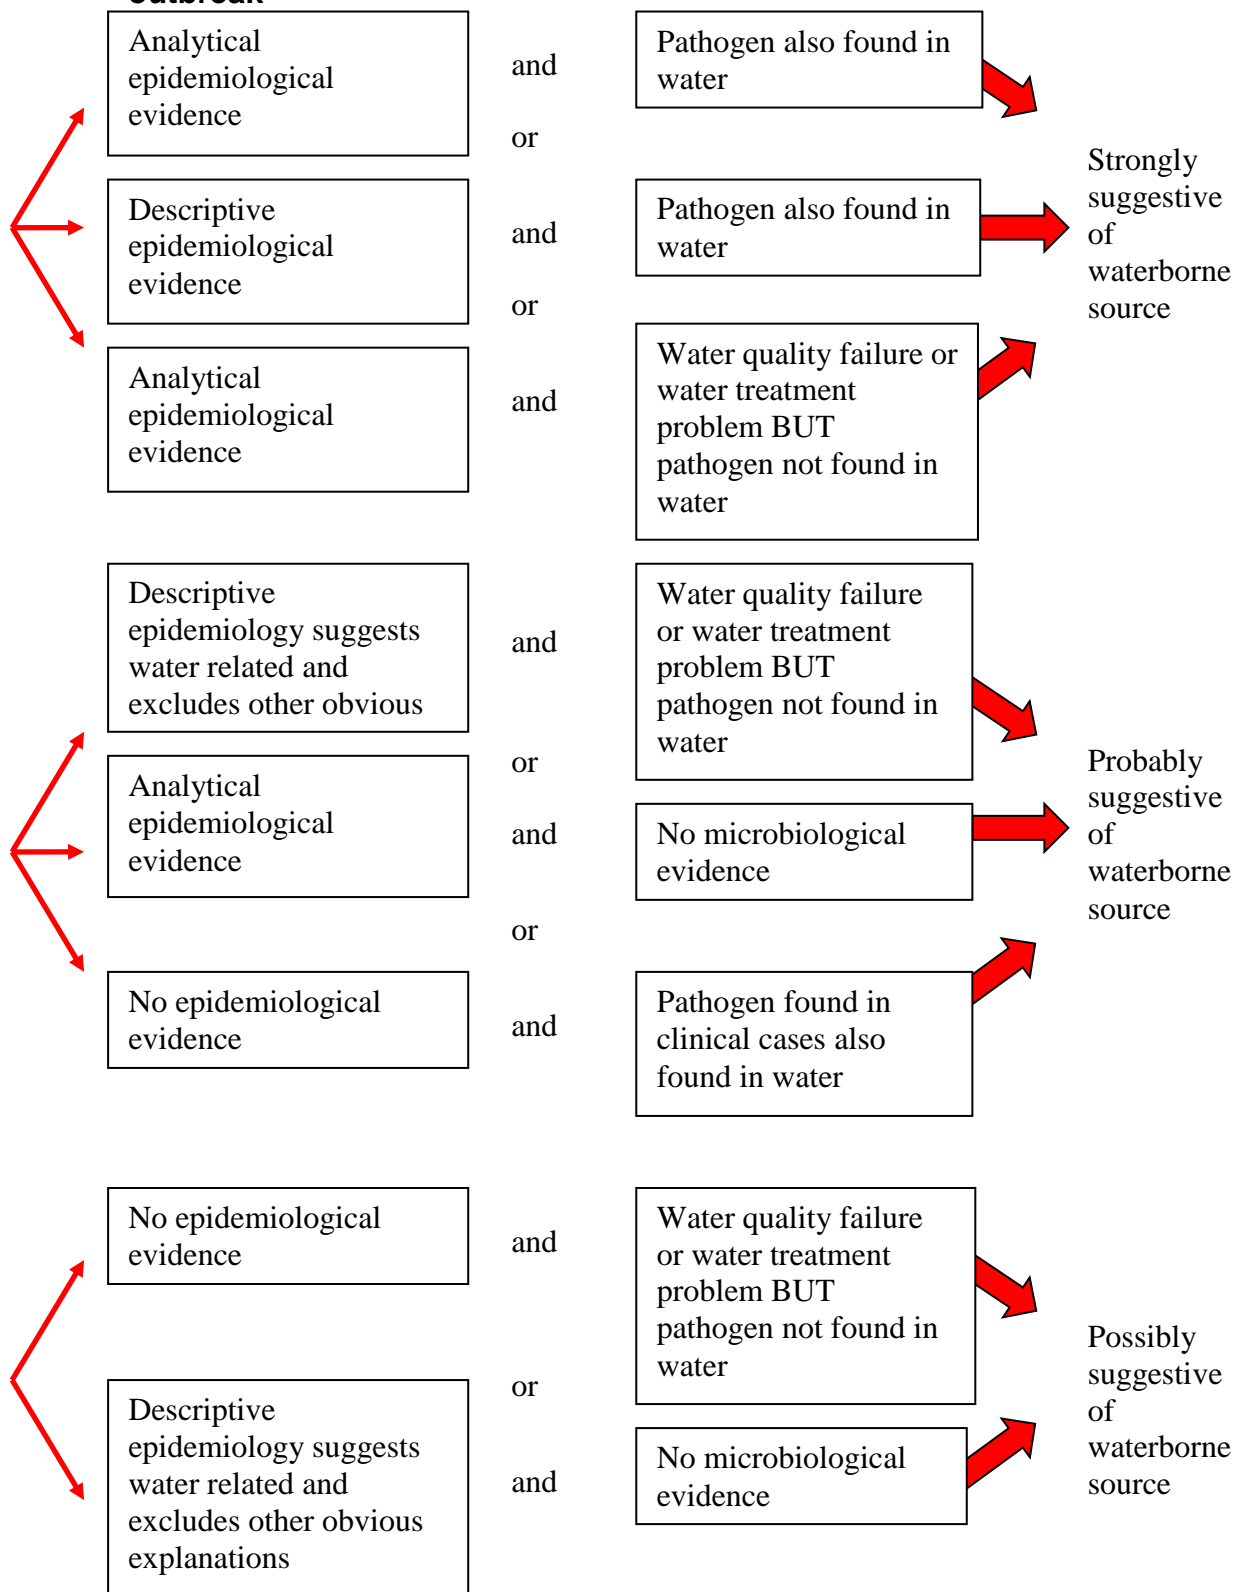 Outbreak
Analytical
epidemiological
evidence
and
Pathogen also found in
water
or
Strongly
suggestive
of
waterborne
source
Descriptive
epidemiological
evidence
and
Pathogen also found in
water
or
Analytical
epidemiological
evidence
and
Water quality failure or
water treatment
problem BUT
pathogen not found in
water
Descriptive
epidemiology suggests
water related and
excludes other obvious
and
Water quality failure
or water treatment
problem BUT
pathogen not found in
water
or
Probably
suggestive
of
waterborne
source
Analytical
epidemiological
evidence
and
No microbiological
evidence
or
No epidemiological
evidence
and
Pathogen found in
clinical cases also
found in water
No epidemiological
evidence
and
Water quality failure
or water treatment
problem BUT
pathogen not found in
water
or
Possibly
suggestive
of
waterborne
source
Descriptive
epidemiology suggests
water related and
excludes other obvious
explanations
and
No microbiological
evidence